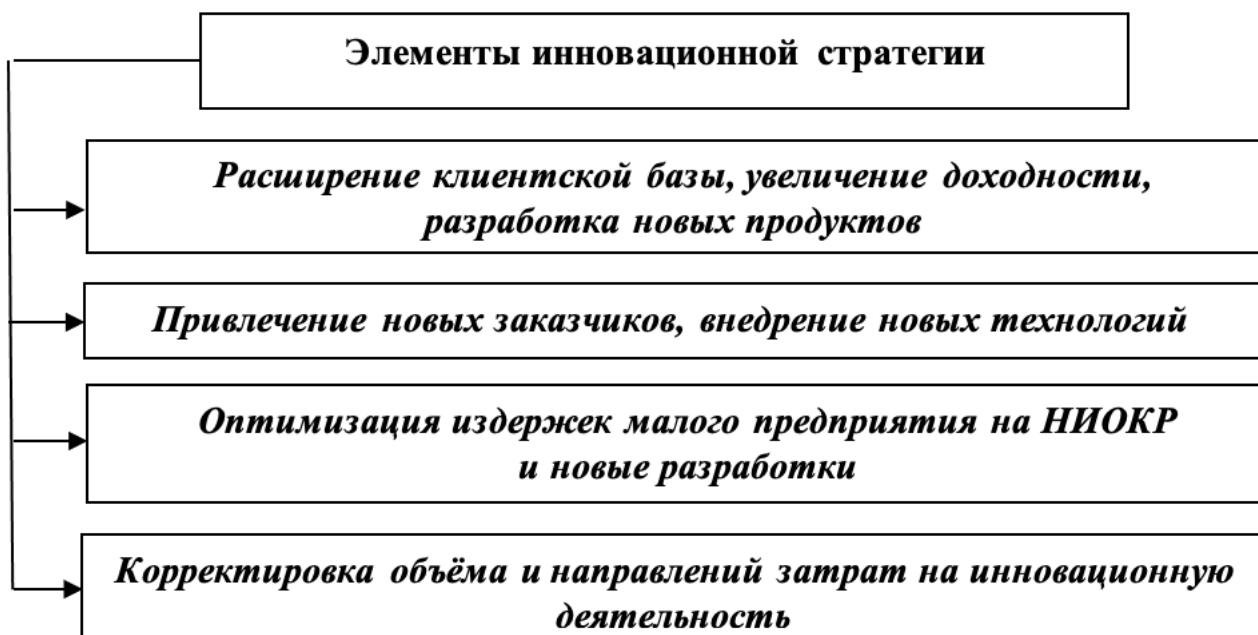 Элементы инновационной стратегии
Расширение клиентской базы, увеличение доходности,
разработка новых продуктов
Привлечение новых заказчиков, внедрение новых технологий
Оптимизация издержек малого предприятия на НИОКР
и новые разработки
Корректировка объёма и направлений затрат на инновационную
деятельность